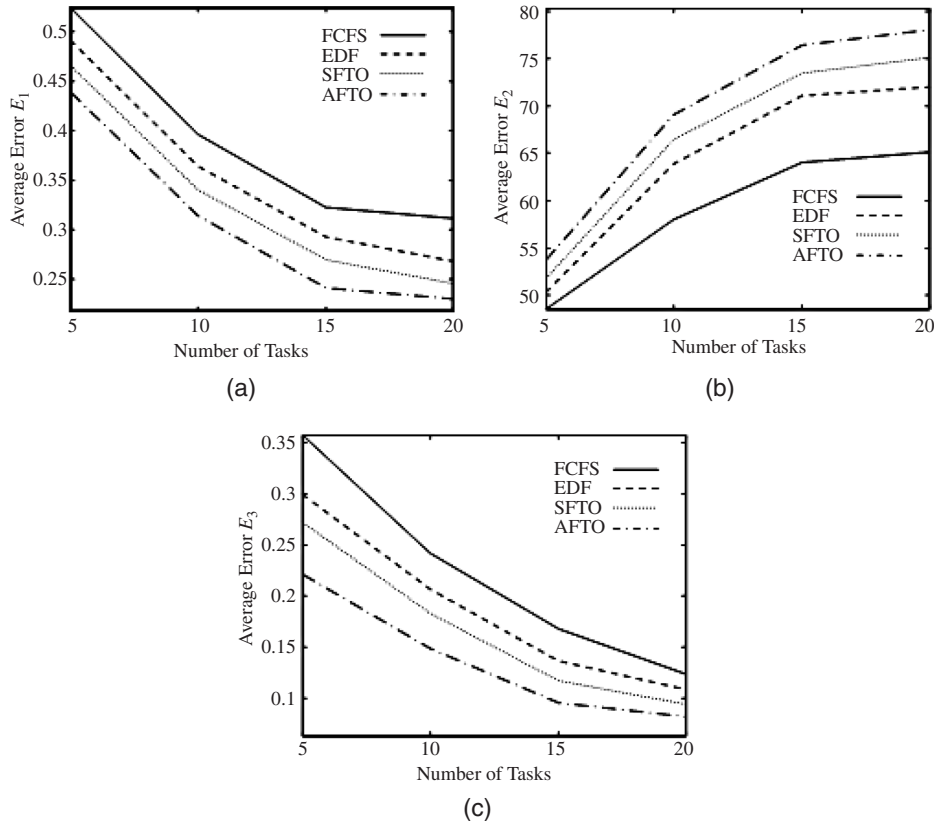 0.5
0.45
0.4
0.35
0.3
0.25
Average Error E₁
FCFS
EDF
SFTO
AFTO
5 10 15 20
Number of Tasks
(a)
80
75
70
65
60
55
50
Average Error E₂
FCFS
EDF
SFTO
AFTO
5 10 15 20
Number of Tasks
(b)
0.35
0.3
0.25
0.2
0.15
0.1
Average Error E₃
FCFS
EDF
SFTO
AFTO
5 10 15 20
Number of Tasks
(c)